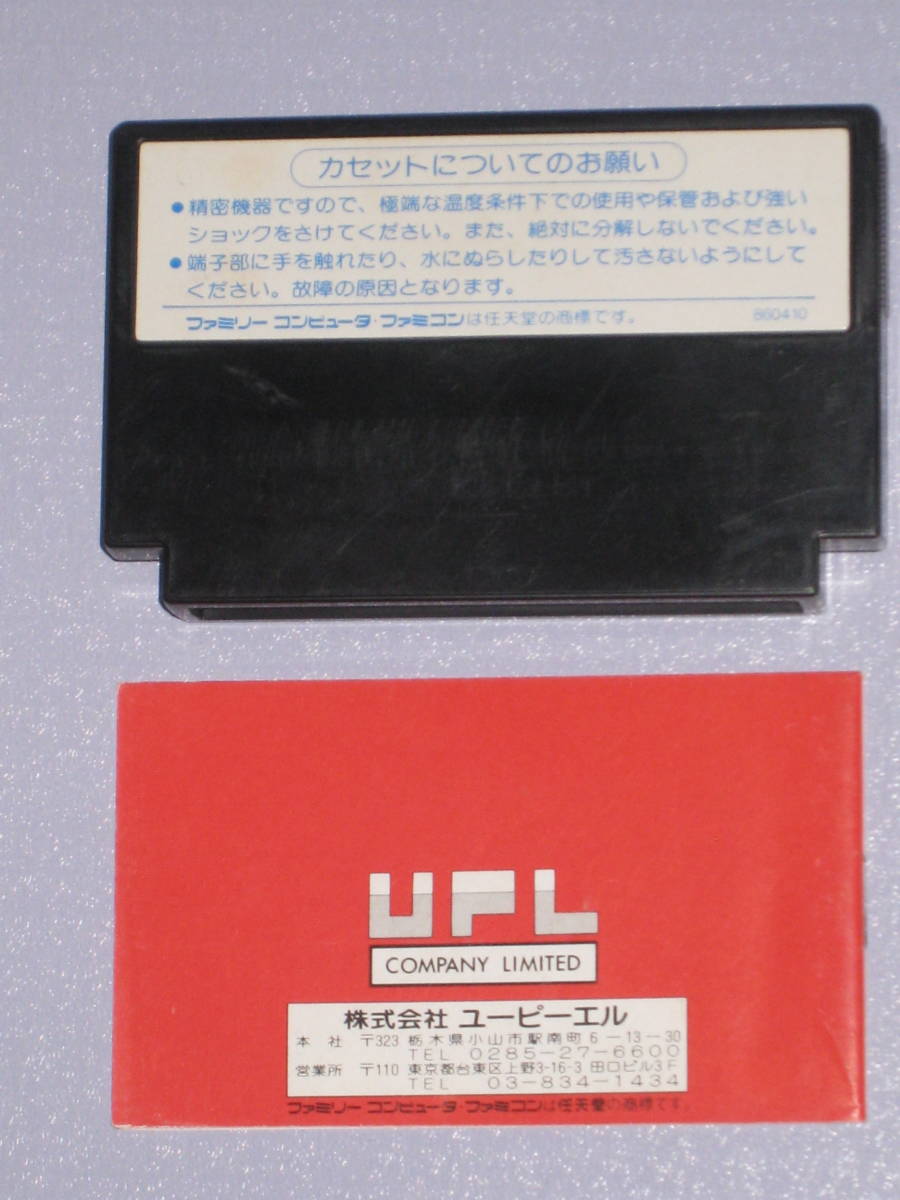 カセットについてのお願い
●精密機器ですので、極端な温度条件下での使用や保管および強い
ショックをさけてください。また、絶対に分解しないでください。
●端子部に手を触れたり、水にぬらしたりして汚さないようにして
ください。故障の原因となります。
ファミリー コンピュータ・ファミコンは任天堂の商標です。 860410
UPL
COMPANY LIMITED
株式会社 ユーピーエル
本 社 〒323 栃木県小山市駅南町6-13-30
TEL 0285-27-6600
営業所 〒110 東京都台東区上野3-16-3 田口ビル3F
TEL 03-834-1434
ファミリー コンピュータ・ファミコンは任天堂の商標です。